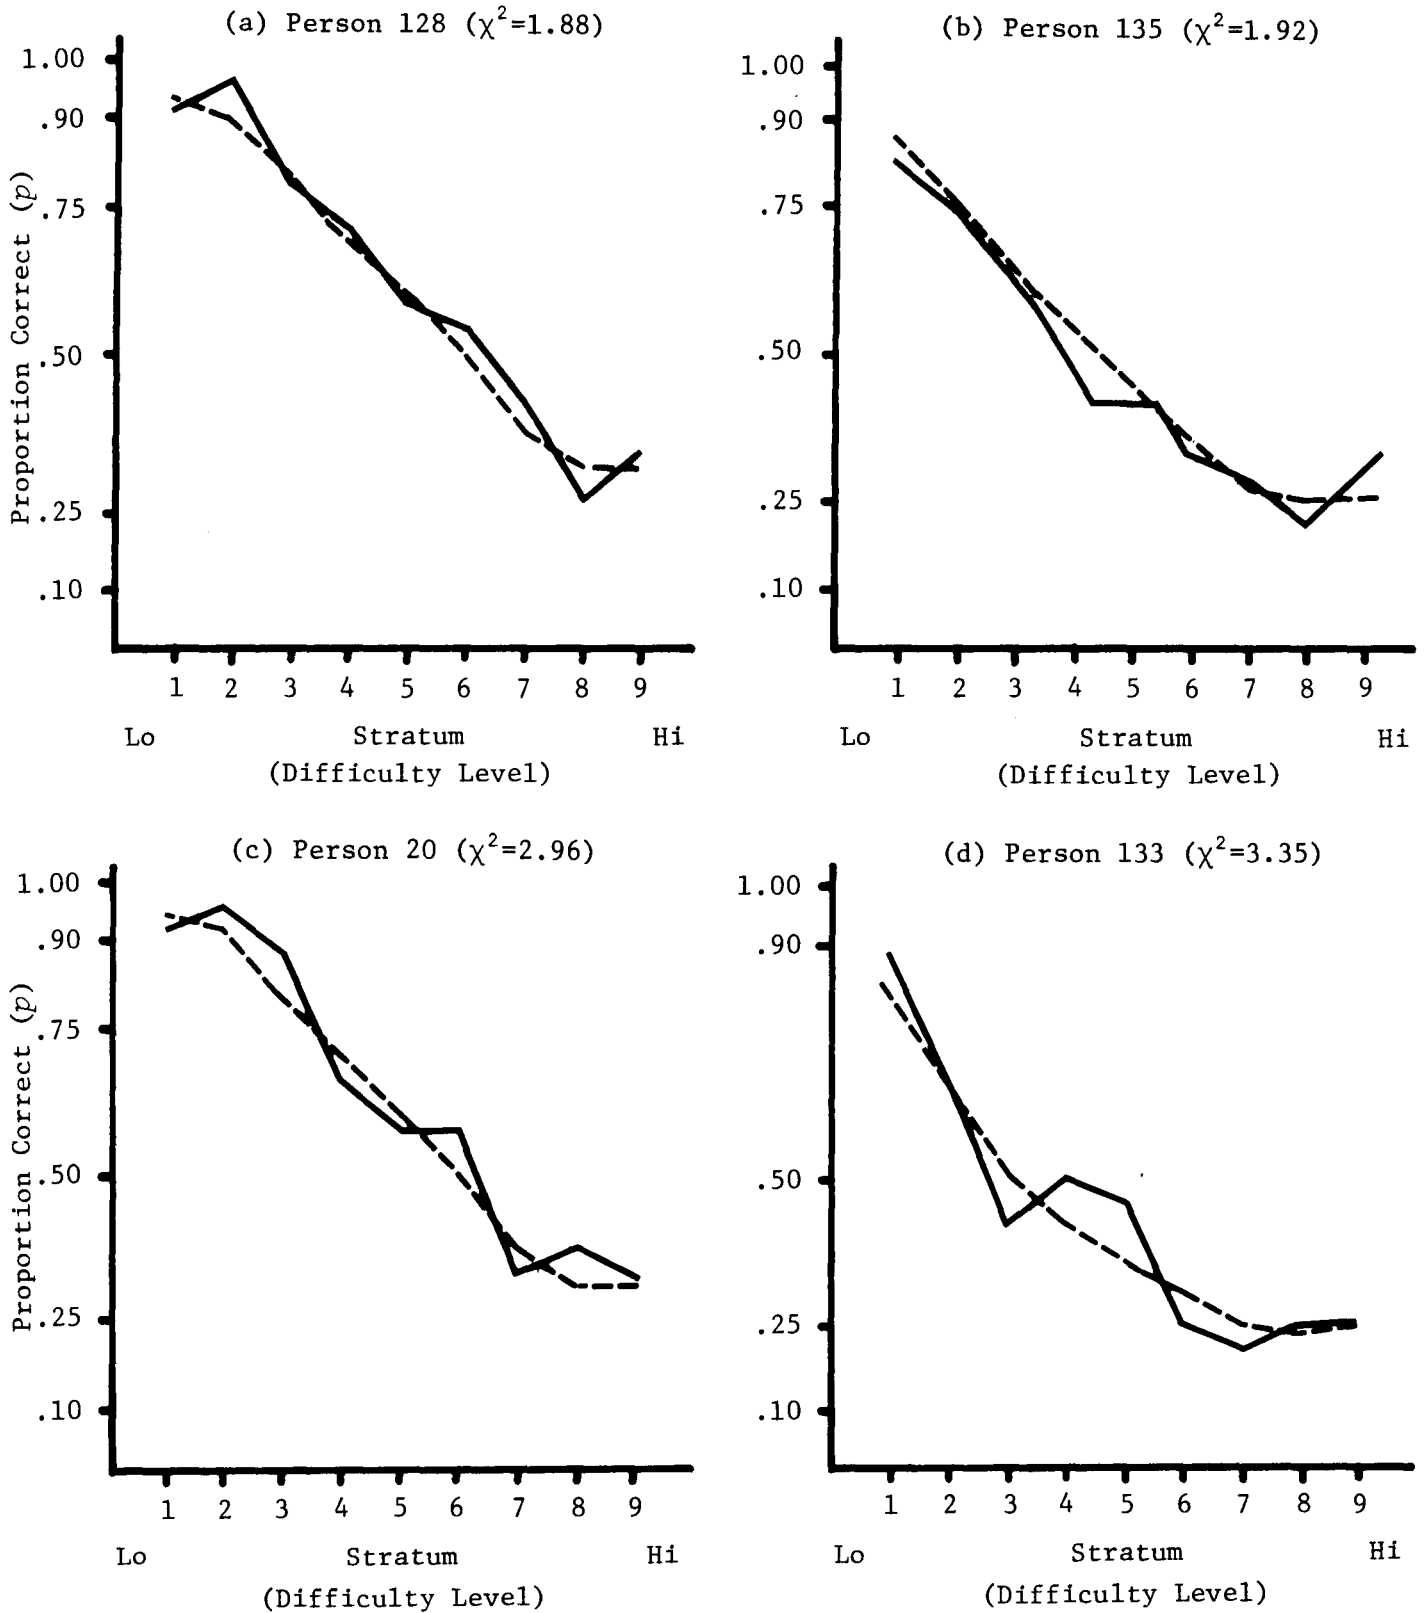 (a) Person 128 (χ²=1.88)
1.00
.90
.75
.50
.25
.10
Proportion Correct (p)
1 2 3 4 5 6 7 8 9
Lo Stratum Hi
(Difficulty Level)
(b) Person 135 (χ²=1.92)
1.00
.90
.75
.50
.25
.10
1 2 3 4 5 6 7 8 9
Lo Stratum Hi
(Difficulty Level)
(c) Person 20 (χ²=2.96)
1.00
.90
.75
.50
.25
.10
Proportion Correct (p)
1 2 3 4 5 6 7 8 9
Lo Stratum Hi
(Difficulty Level)
(d) Person 133 (χ²=3.35)
1.00
.90
.50
.25
.10
1 2 3 4 5 6 7 8 9
Lo Stratum Hi
(Difficulty Level)